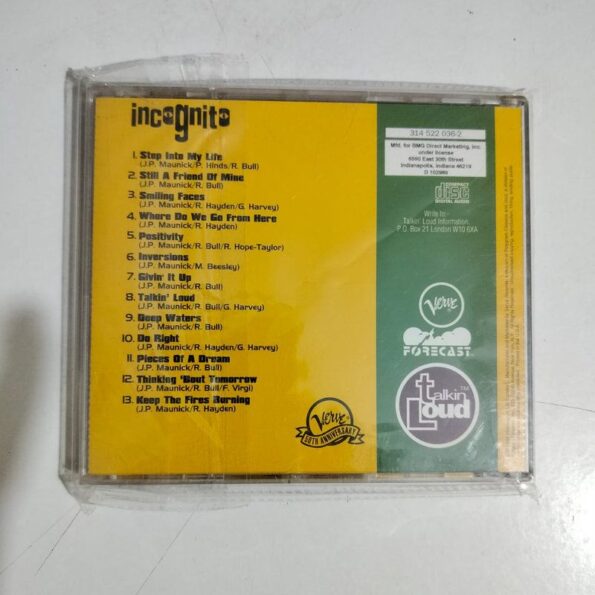 incognito
1. Step Into My Life
(J.P. Maunick/P. Hinds/R. Bull)
2. Still A Friend Of Mine
(J.P. Maunick/R. Bull)
3. Smiling Faces
(J.P. Maunick/R. Hayden/G. Harvey)
4. Where Do We Go From Here
(J.P. Maunick/R. Hayden)
5. Positivity
(J.P. Maunick/R. Bull/R. Hope-Taylor)
6. Inversions
(J.P. Maunick/M. Beesley)
7. Givin' It Up
(J.P. Maunick/R. Bull)
8. Talkin' Loud
(J.P. Maunick/R. Bull/G. Harvey)
9. Deep Waters
(J.P. Maunick/R. Bull)
10. Do Right
(J.P. Maunick/R. Hayden/G. Harvey)
11. Pieces Of A Dream
(J.P. Maunick/R. Bull)
12. Thinking 'Bout Tomorrow
(J.P. Maunick/R. Bull/F. Virgi)
13. Keep The Fires Burning
(J.P. Maunick/R. Hayden)
Verve
50TH ANNIVERSARY
314 522 036-2
Mfd. for BMG Direct Marketing, Inc.
under license
6550 East 30th Street
Indianapolis, Indiana 46219
COMPACT
disc
DIGITAL AUDIO
Write to:-
Talkin' Loud Information
P.O. Box 21 London W10 6XA
Verve
FORECAST
talkin
Loud
TM